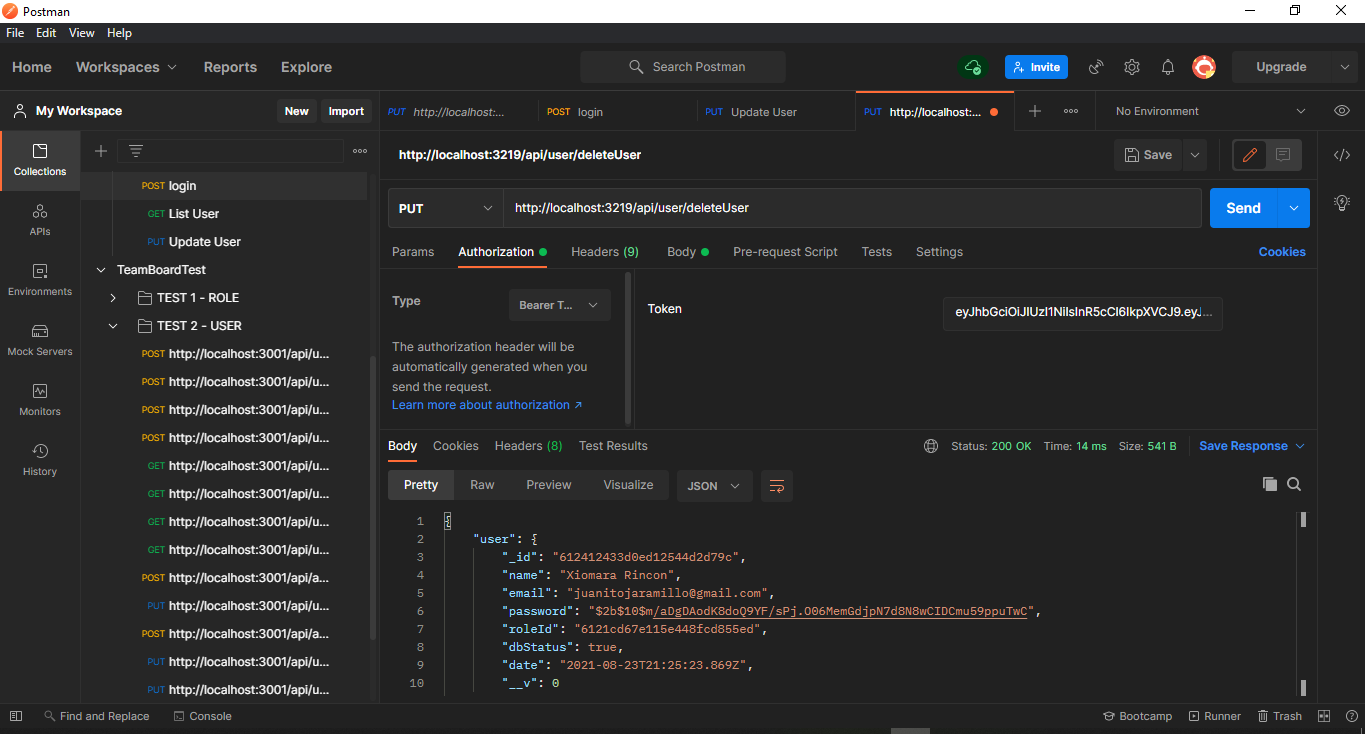 Postman
File Edit View Help
Home Workspaces Reports Explore Search Postman Invite Upgrade
My Workspace New Import
PUT http://localhost:... POST login PUT Update User PUT http://localhost:... No Environment
Collections
APIs
Environments
Mock Servers
Monitors
History
POST login
GET List User
PUT Update User
TeamBoardTest
TEST 1 - ROLE
TEST 2 - USER
POST http://localhost:3001/api/u...
POST http://localhost:3001/api/u...
POST http://localhost:3001/api/u...
POST http://localhost:3001/api/u...
GET http://localhost:3001/api/u...
GET http://localhost:3001/api/u...
GET http://localhost:3001/api/u...
GET http://localhost:3001/api/u...
POST http://localhost:3001/api/a...
PUT http://localhost:3001/api/u...
POST http://localhost:3001/api/a...
PUT http://localhost:3001/api/u...
PUT http://localhost:3001/api/u...
http://localhost:3219/api/user/deleteUser Save
PUT http://localhost:3219/api/user/deleteUser Send
Params Authorization Headers (9) Body Pre-request Script Tests Settings Cookies
Type Bearer T...
The authorization header will be
automatically generated when you
send the request.
Learn more about authorization ↗
Token eyJhbGciOiJIUzI1NiIsInR5cCI6IkpXVCJ9.eyJ...
Body Cookies Headers (8) Test Results Status: 200 OK Time: 14 ms Size: 541 B Save Response
Pretty Raw Preview Visualize JSON
1 {
2 "user": {
3 "_id": "612412433d0ed12544d2d79c",
4 "name": "Xiomara Rincon",
5 "email": "juanitojaramillo@gmail.com",
6 "password": "$2b$10$m/aDgDAodK8doQ9YF/sPj.O06MemGdjpN7d8N8wCIDCmu59ppuTwC",
7 "roleId": "6121cd67e115e448fcd855ed",
8 "dbStatus": true,
9 "date": "2021-08-23T21:25:23.869Z",
10 "__v": 0
Find and Replace Console Bootcamp Runner Trash